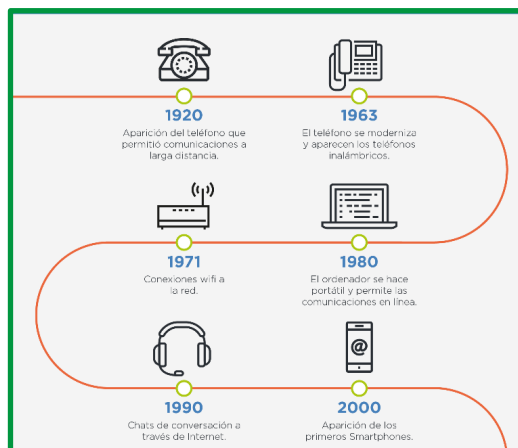 1920
Aparición del teléfono que
permitió comunicaciones a
larga distancia.
1963
El teléfono se moderniza
y aparecen los teléfonos
inalámbricos.
1971
Conexiones wifi a
la red.
1980
El ordenador se hace
portátil y permite las
comunicaciones en línea.
@
1990
Chats de conversación a
través de Internet.
2000
Aparición de los
primeros Smartphones.